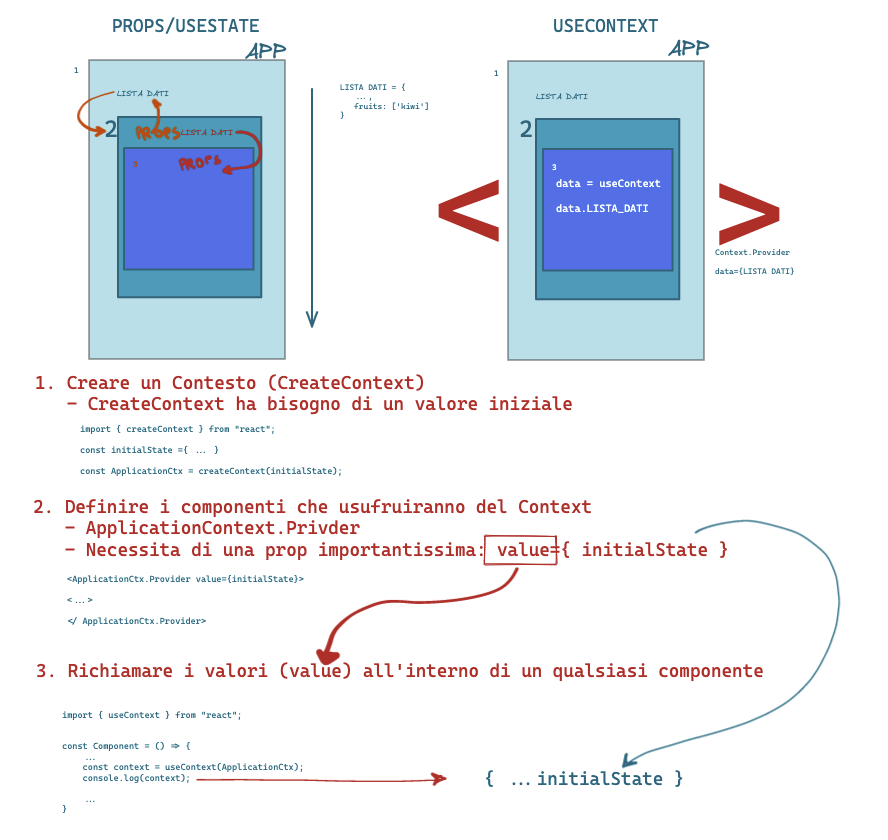 PROPS/USESTATE
APP
1
LISTA DATI
2
PROPS
LISTA DATI
3
PROPS
LISTA DATI = {
...,
fruits: ['kiwi']
}
USECONTEXT
APP
1
LISTA DATI
2
3
data = useContext
data.LISTA_DATI
<
>
Context.Provider
data={LISTA DATI}
1. Creare un Contesto (CreateContext)
- CreateContext ha bisogno di un valore iniziale
import { createContext } from "react";
const initialState ={ ... }
const ApplicationCtx = createContext(initialState);
2. Definire i componenti che usufruiranno del Context
- ApplicationContext.Privder
- Necessita di una prop importantissima: value={ initialState }
<ApplicationCtx.Provider value={initialState}>
<...>
</ ApplicationCtx.Provider>
3. Richiamare i valori (value) all'interno di un qualsiasi componente
import { useContext } from "react";
const Component = () => {
...
const context = useContext(ApplicationCtx);
console.log(context);
...
}
{ ...initialState }